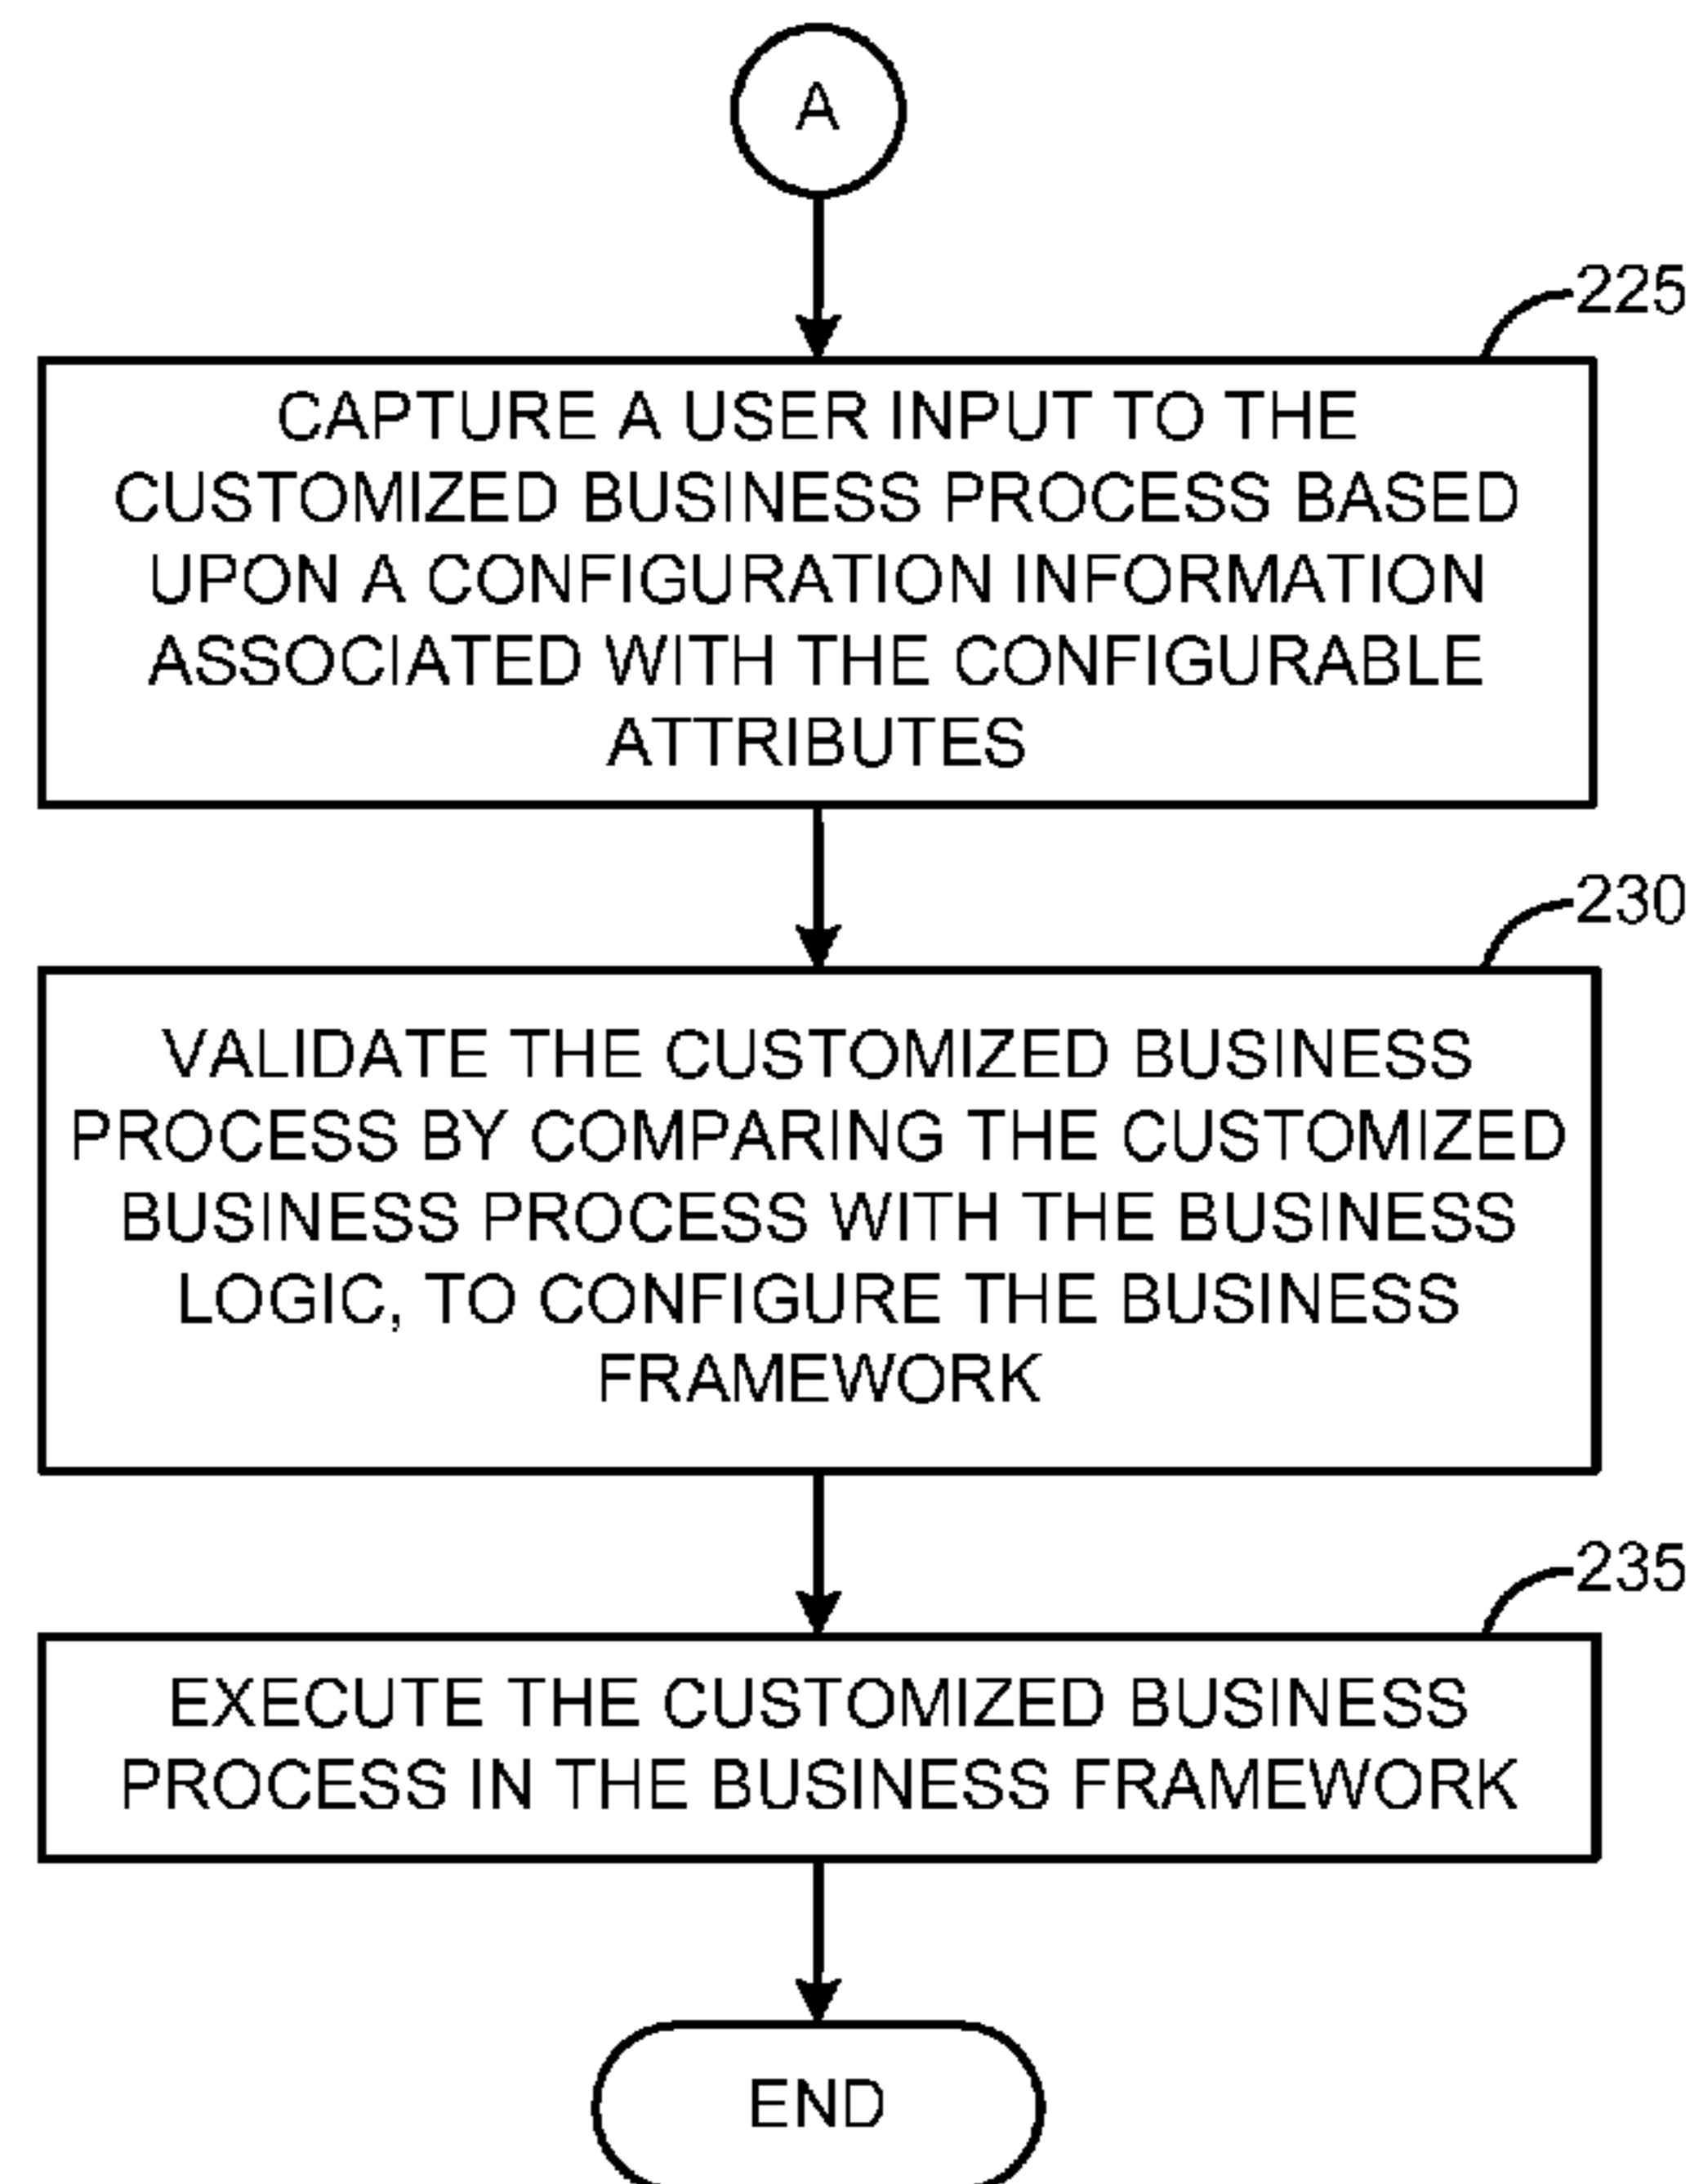 A
225
CAPTURE A USER INPUT TO THE
CUSTOMIZED BUSINESS PROCESS BASED
UPON A CONFIGURATION INFORMATION
ASSOCIATED WITH THE CONFIGURABLE
ATTRIBUTES
230
VALIDATE THE CUSTOMIZED BUSINESS
PROCESS BY COMPARING THE CUSTOMIZED
BUSINESS PROCESS WITH THE BUSINESS
LOGIC, TO CONFIGURE THE BUSINESS
FRAMEWORK
235
EXECUTE THE CUSTOMIZED BUSINESS
PROCESS IN THE BUSINESS FRAMEWORK
END